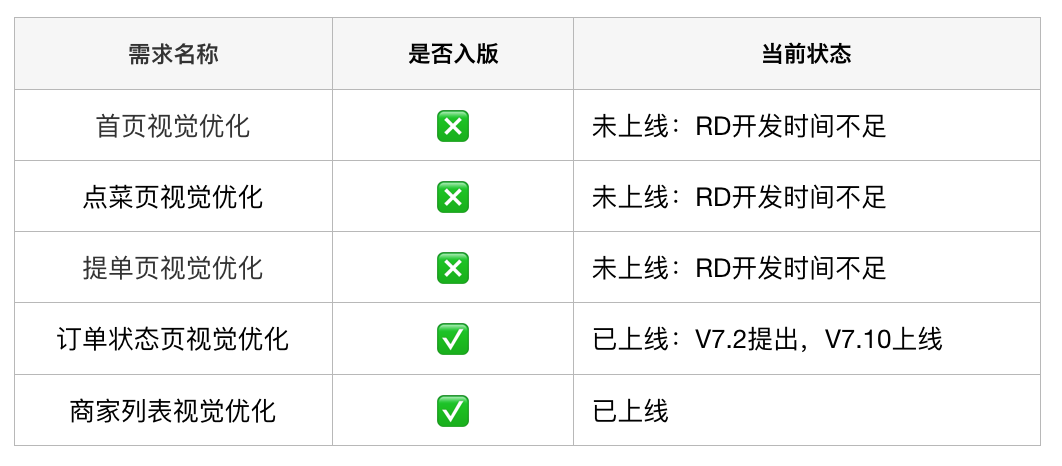 需求名称 是否入版 当前状态
首页视觉优化 ❎ 未上线：RD开发时间不足
点菜页视觉优化 ❎ 未上线：RD开发时间不足
提单页视觉优化 ❎ 未上线：RD开发时间不足
订单状态页视觉优化 ✅ 已上线：V7.2提出，V7.10上线
商家列表视觉优化 ✅ 已上线